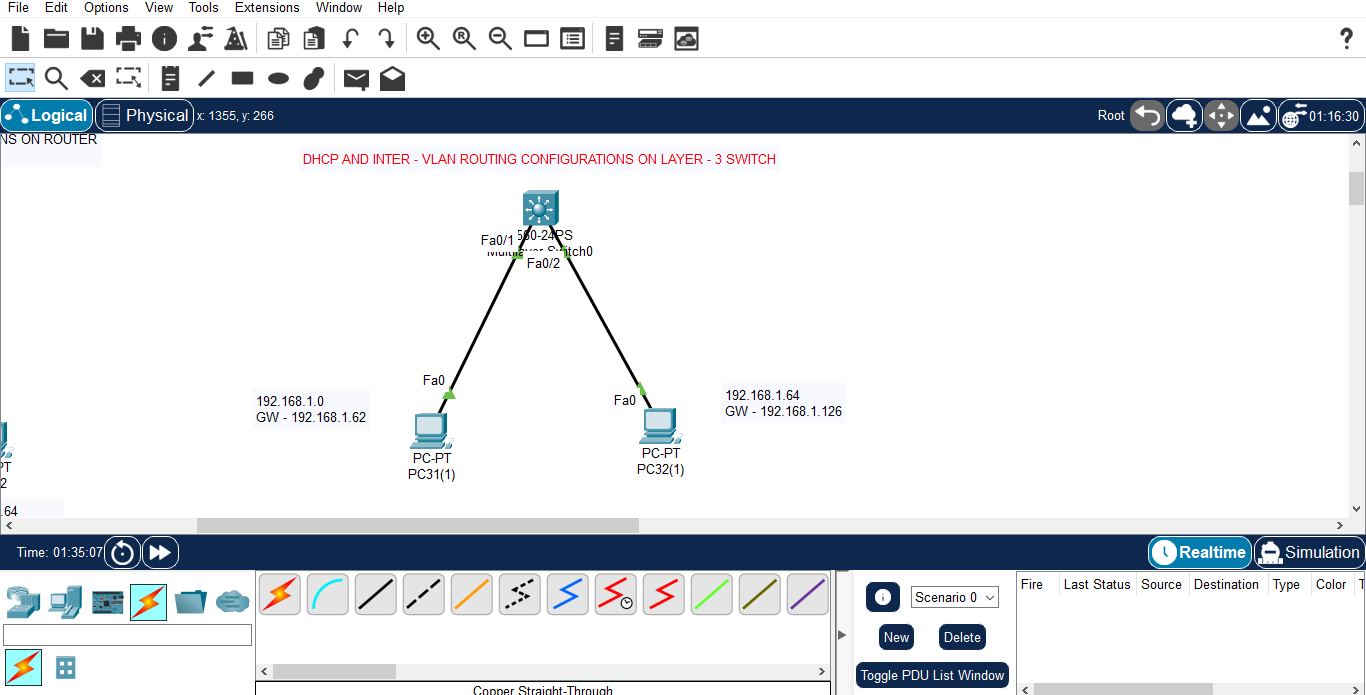 File Edit Options View Tools Extensions Window Help
Logical Physical x: 1355, y: 266 Root 01:16:30
NS ON ROUTER
DHCP AND INTER - VLAN ROUTING CONFIGURATIONS ON LAYER - 3 SWITCH
560-24PS
Fa0/1
Multilayer Switch0
Fa0/2
Fa0
192.168.1.0
GW - 192.168.1.62
Fa0
192.168.1.64
GW - 192.168.1.126
PC-PT
PC31(1)
PC-PT
PC32(1)
PT
2
.64
Time: 01:35:07 Realtime Simulation
Scenario 0
New Delete
Toggle PDU List Window
Fire Last Status Source Destination Type Color T
Copper Straight-Through